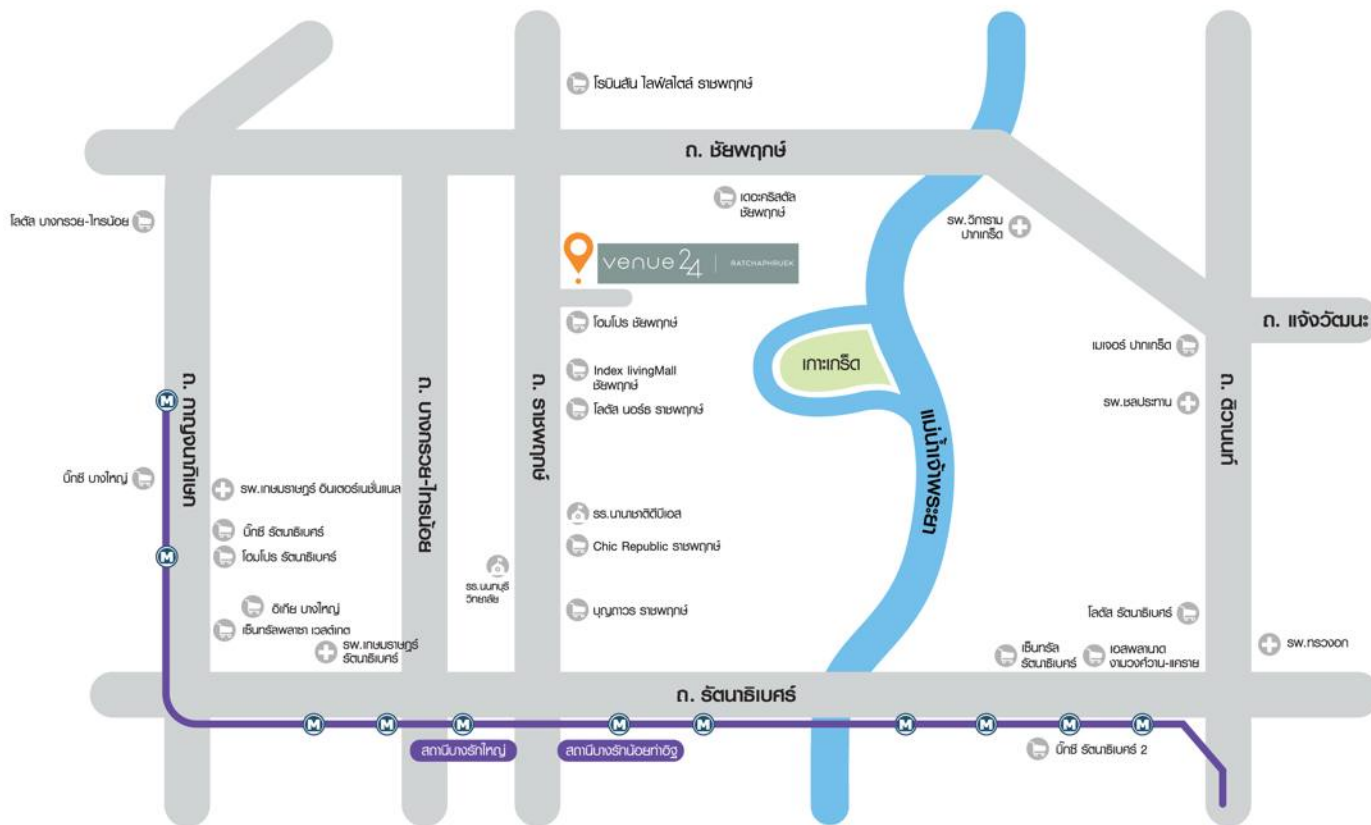 โรบินสัน ไลฟ์สไตล์ ราชพฤกษ์
ถ. ชัยพฤกษ์
เดอะคริสตัล
ชัยพฤกษ์
โลตัส บางกรวย-ไทรน้อย
รพ.วิภาราม
ปากเกร็ด
venue 24 | RATCHAPHRUEK
โฮมโปร ชัยพฤกษ์
ถ. แจ้งวัฒนะ
เมเจอร์ ปากเกร็ด
Index livingMall
ชัยพฤกษ์
เกาะเกร็ด
โลตัส นอร์ธ ราชพฤกษ์
รพ.ชลประทาน
ถ. กาญจนาภิเษก
ถ. บางกรวย-ไทรน้อย
ถ. ราชพฤกษ์
แม่น้ำเจ้าพระยา
ถ. ติวานนท์
M
บิ๊กซี บางใหญ่
รพ.เกษมราษฎร์ อินเตอร์เนชั่นแนล
รร.นานาชาติดีบีเอส
บิ๊กซี รัตนาธิเบศร์
M
โฮมโปร รัตนาธิเบศร์
Chic Republic ราชพฤกษ์
รร.นนทบุรี
วิทยาลัย
อิเกีย บางใหญ่
บุญถาวร ราชพฤกษ์
โลตัส รัตนาธิเบศร์
เซ็นทรัลพลาซา เวสต์เกต
รพ.เกษมราษฎร์
รัตนาธิเบศร์
เซ็นทรัล
รัตนาธิเบศร์
เอสพลานาด
งามวงศ์วาน-แคราย
รพ.ทรวงอก
ถ. รัตนาธิเบศร์
M M M M M M M M M
สถานีบางรักใหญ่
สถานีบางรักน้อยท่าอิฐ
บิ๊กซี รัตนาธิเบศร์ 2